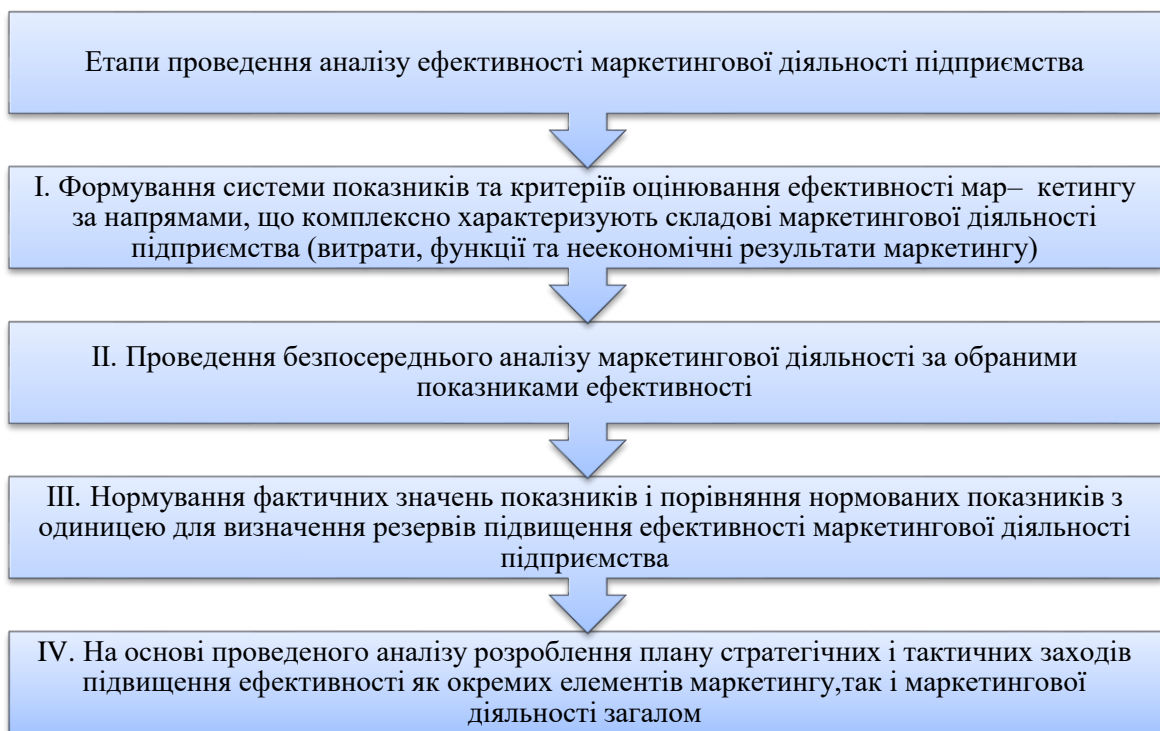 Етапи проведення аналізу ефективності маркетингової діяльності підприємства
І. Формування системи показників та критеріїв оцінювання ефективності мар– кетингу
за напрямами, що комплексно характеризують складові маркетингової діяльності
підприємства (витрати, функції та неекономічні результати маркетингу)
ІІ. Проведення безпосереднього аналізу маркетингової діяльності за обраними
показниками ефективності
ІІІ. Нормування фактичних значень показників і порівняння нормованих показників з
одиницею для визначення резервів підвищення ефективності маркетингової діяльності
підприємства
IV. На основі проведеного аналізу розроблення плану стратегічних і тактичних заходів
підвищення ефективності як окремих елементів маркетингу,так і маркетингової
діяльності загалом